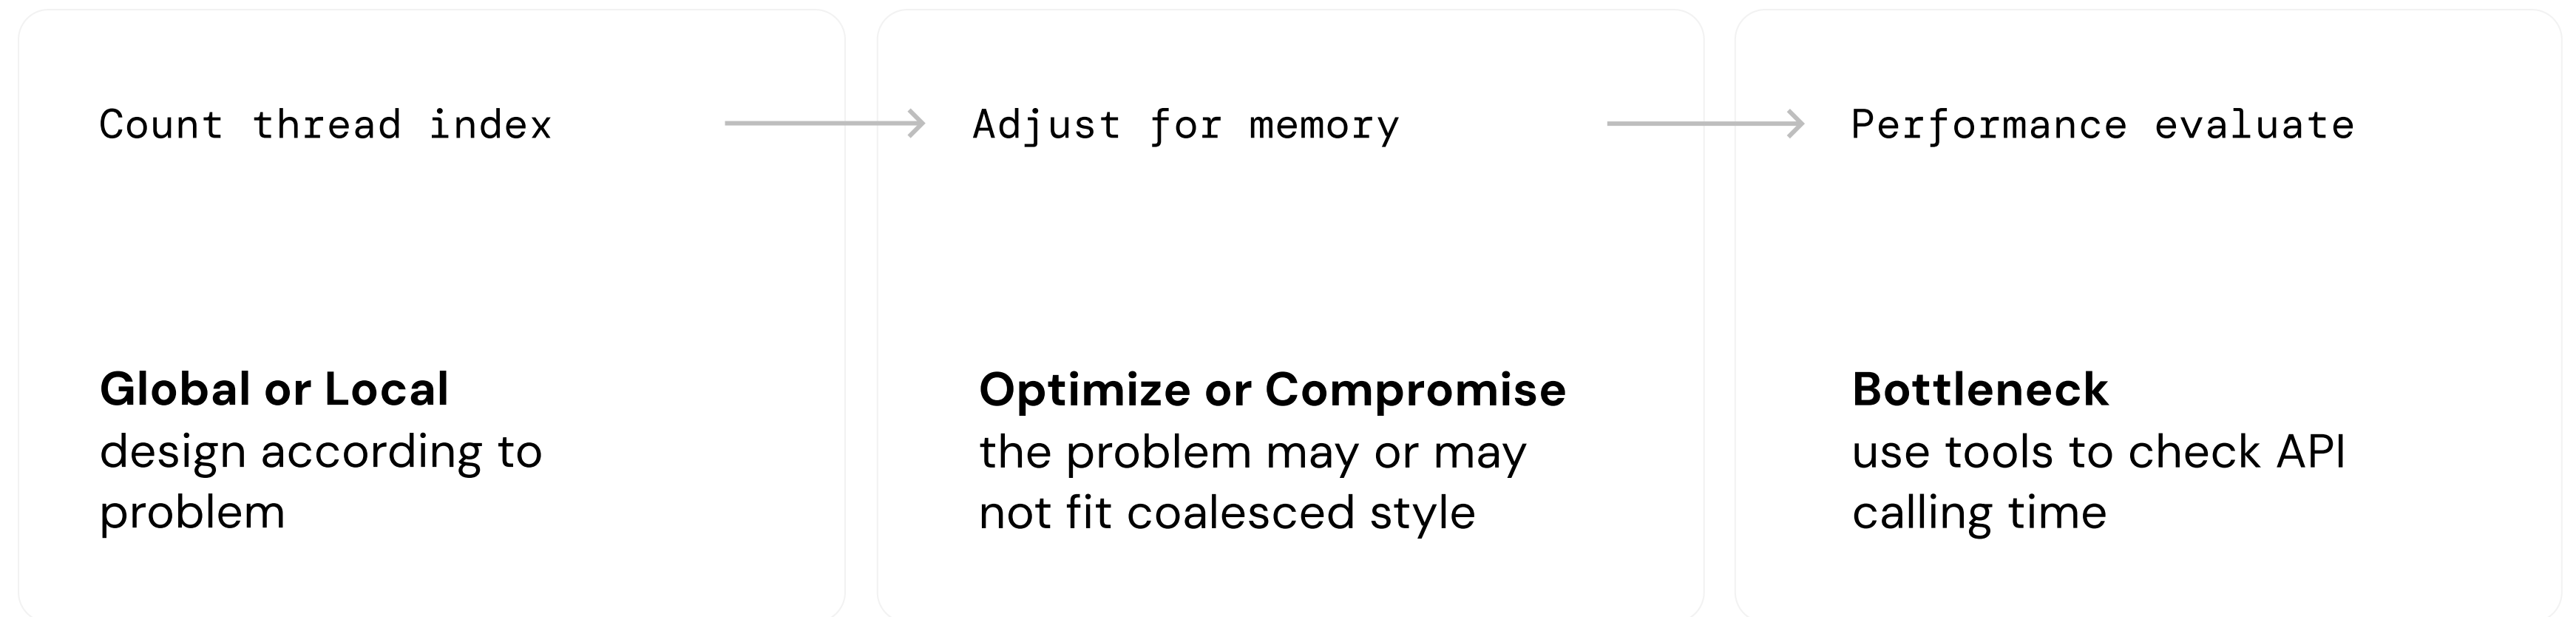 Count thread index
Global or Local
design according to
problem
Adjust for memory
Optimize or Compromise
the problem may or may
not fit coalesced style
Performance evaluate
Bottleneck
use tools to check API
calling time